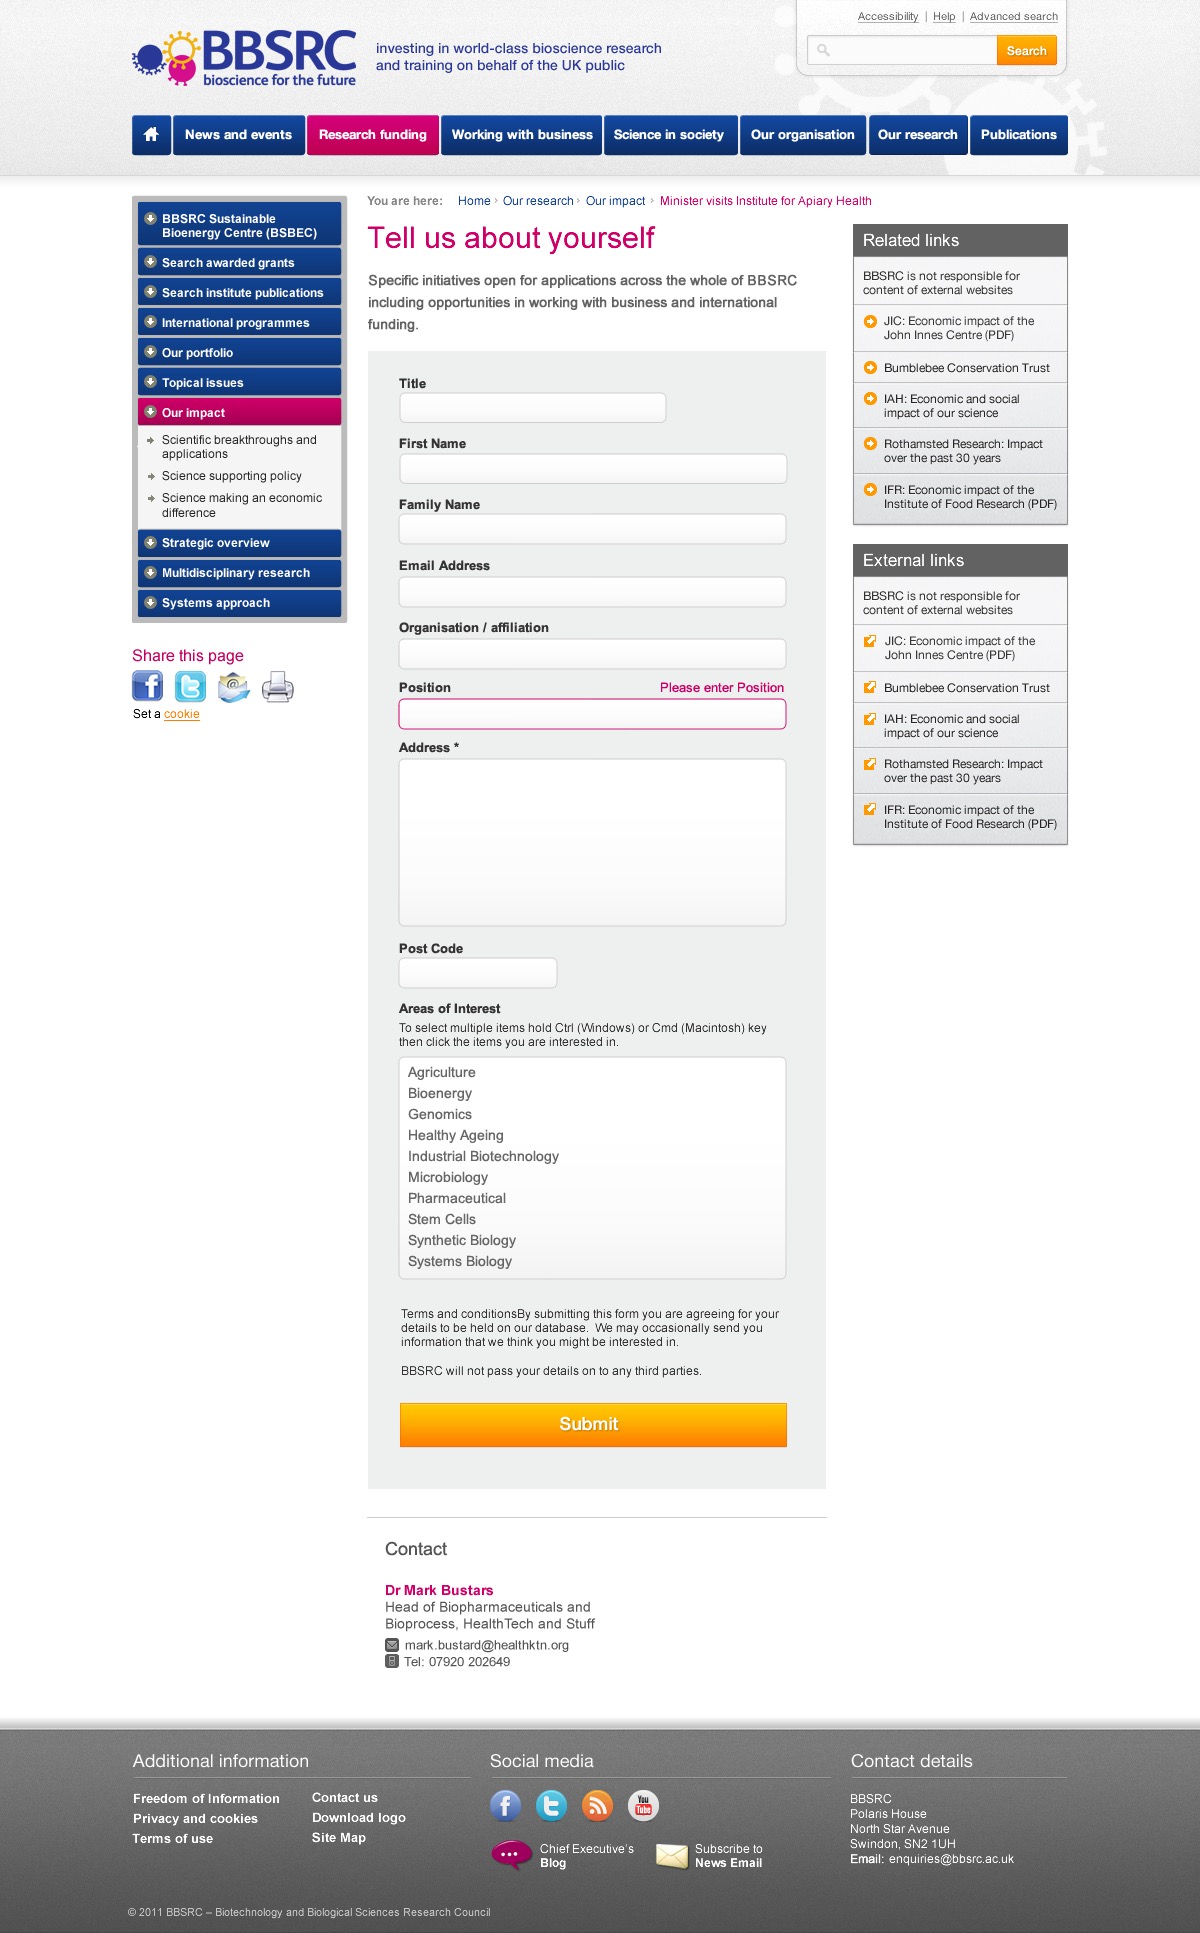 Accessibility | Help | Advanced search
BBSRC
bioscience for the future
investing in world-class bioscience research
and training on behalf of the UK public
Search
News and events
Research funding
Working with business
Science in society
Our organisation
Our research
Publications
BBSRC Sustainable
Bioenergy Centre (BSBEC)
Search awarded grants
Search institute publications
International programmes
Our portfolio
Topical issues
Our impact
Scientific breakthroughs and
applications
Science supporting policy
Science making an economic
difference
Strategic overview
Multidisciplinary research
Systems approach
Share this page
Set a cookie
You are here: Home › Our research › Our impact › Minister visits Institute for Apiary Health
Tell us about yourself
Specific initiatives open for applications across the whole of BBSRC
including opportunities in working with business and international
funding.
Title
First Name
Family Name
Email Address
Organisation / affiliation
Position Please enter Position
Address *
Post Code
Areas of Interest
To select multiple items hold Ctrl (Windows) or Cmd (Macintosh) key
then click the items you are interested in.
Agriculture
Bioenergy
Genomics
Healthy Ageing
Industrial Biotechnology
Microbiology
Pharmaceutical
Stem Cells
Synthetic Biology
Systems Biology
Terms and conditionsBy submitting this form you are agreeing for your
details to be held on our database.  We may occasionally send you
information that we think you might be interested in.
BBSRC will not pass your details on to any third parties.
Submit
Related links
BBSRC is not responsible for
content of external websites
JIC: Economic impact of the
John Innes Centre (PDF)
Bumblebee Conservation Trust
IAH: Economic and social
impact of our science
Rothamsted Research: Impact
over the past 30 years
IFR: Economic impact of the
Institute of Food Research (PDF)
External links
BBSRC is not responsible for
content of external websites
JIC: Economic impact of the
John Innes Centre (PDF)
Bumblebee Conservation Trust
IAH: Economic and social
impact of our science
Rothamsted Research: Impact
over the past 30 years
IFR: Economic impact of the
Institute of Food Research (PDF)
Contact
Dr Mark Bustars
Head of Biopharmaceuticals and
Bioprocess, HealthTech and Stuff
mark.bustard@healthktn.org
Tel: 07920 202649
Additional information
Freedom of Information
Privacy and cookies
Terms of use
Contact us
Download logo
Site Map
Social media
You
Tube
Chief Executive's
Blog
Subscribe to
News Email
Contact details
BBSRC
Polaris House
North Star Avenue
Swindon, SN2 1UH
Email: enquiries@bbsrc.ac.uk
© 2011 BBSRC – Biotechnology and Biological Sciences Research Council